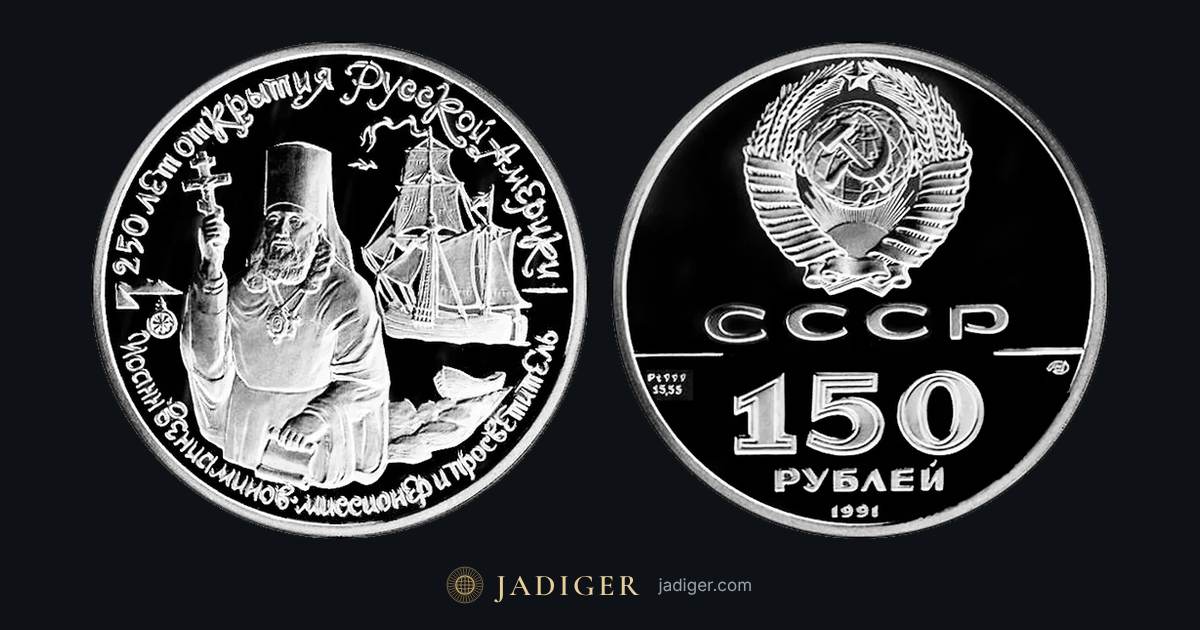 250 лет открытия Русской Америки
Иоанн Вениаминов: миссионер и просветитель
СССР
Pt 999
15,55
150
РУБЛЕЙ
1991
JADIGER jadiger.com